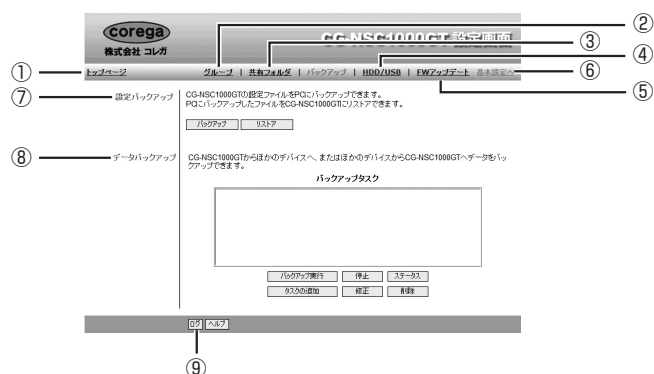 corega
株式会社 コレガ
CG-NSC1000GT 設定画面
②
③
④
① トップページ グループ | 共有フォルダ | バックアップ | HDD/USB | FWアップデート 基本設定へ ⑥
⑤
⑦ 設定バックアップ
CG-NSC1000GTの設定ファイルをPCにバックアップできます。
PCにバックアップしたファイルをCG-NSC1000GTにリストアできます。
バックアップ リストア
⑧ データバックアップ
CG-NSC1000GTからほかのデバイスへ、またはほかのデバイスからCG-NSC1000GTへデータをバッ
クアップできます。
バックアップタスク
バックアップ実行 停止 ステータス
タスクの追加 修正 削除
ログ ヘルプ
⑨